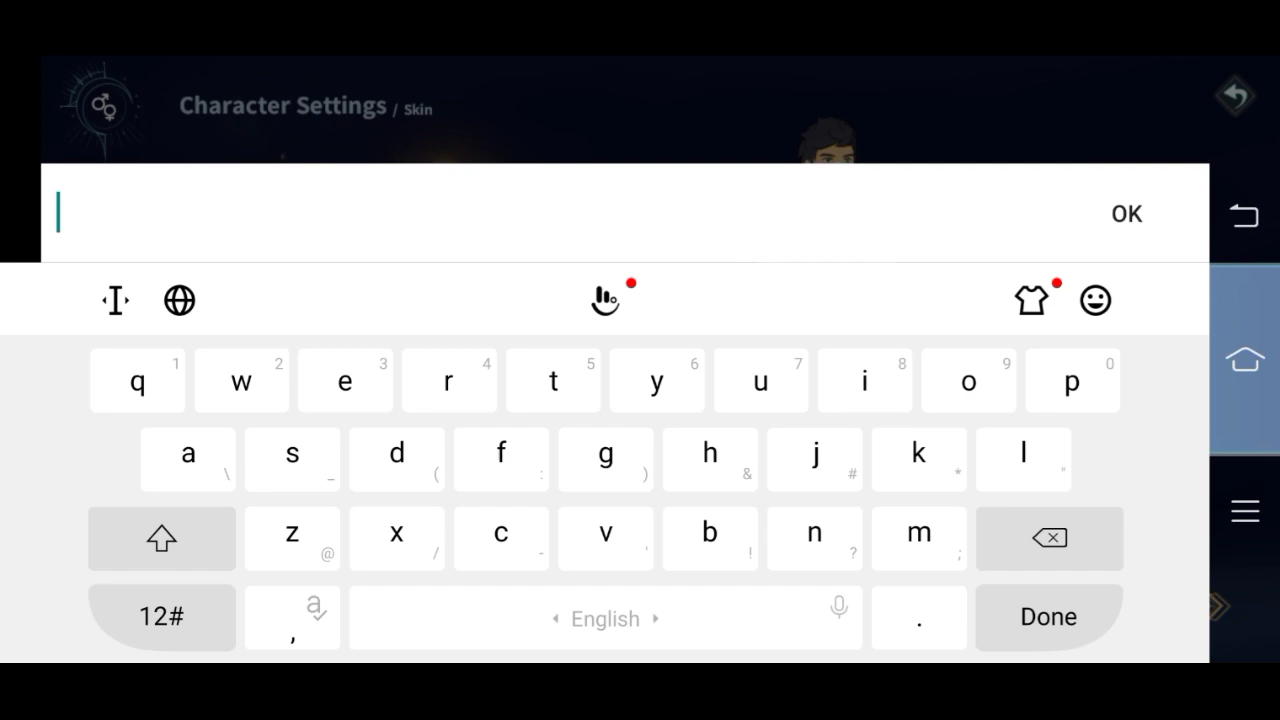 Character Settings / Skin
OK
q 1 w 2 e 3 r 4 t 5 y 6 u 7 i 8 o 9 p 0
a \ s _ d ( f : g ) h & j # k * l "
z @ x / c - v ' b ! n ? m ;
12# , a English . Done